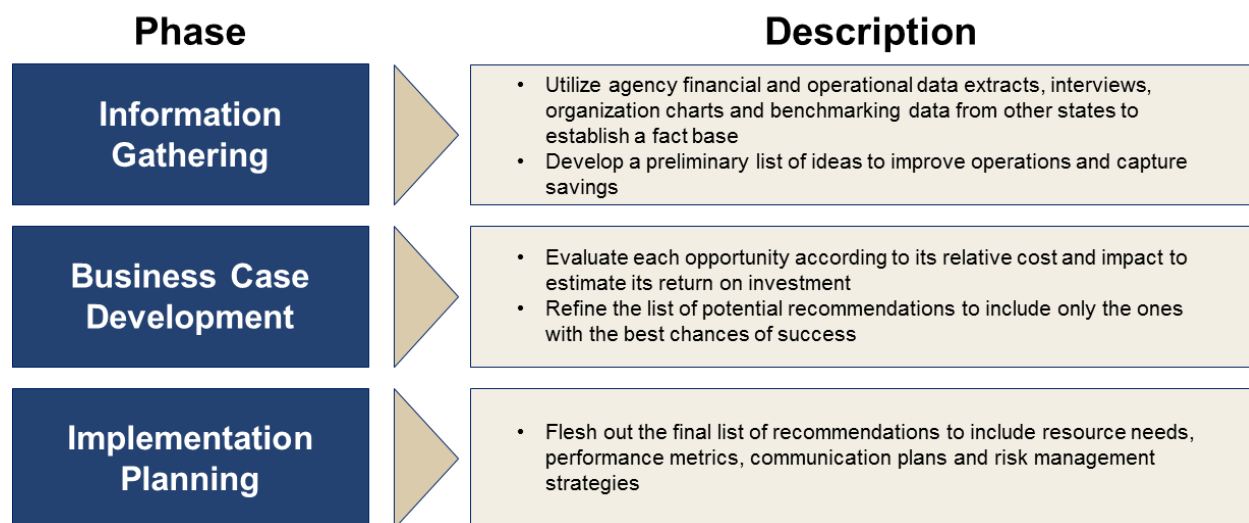 Phase
Description
Information
Gathering
• Utilize agency financial and operational data extracts, interviews,
organization charts and benchmarking data from other states to
establish a fact base
• Develop a preliminary list of ideas to improve operations and capture
savings
Business Case
Development
• Evaluate each opportunity according to its relative cost and impact to
estimate its return on investment
• Refine the list of potential recommendations to include only the ones
with the best chances of success
Implementation
Planning
• Flesh out the final list of recommendations to include resource needs,
performance metrics, communication plans and risk management
strategies